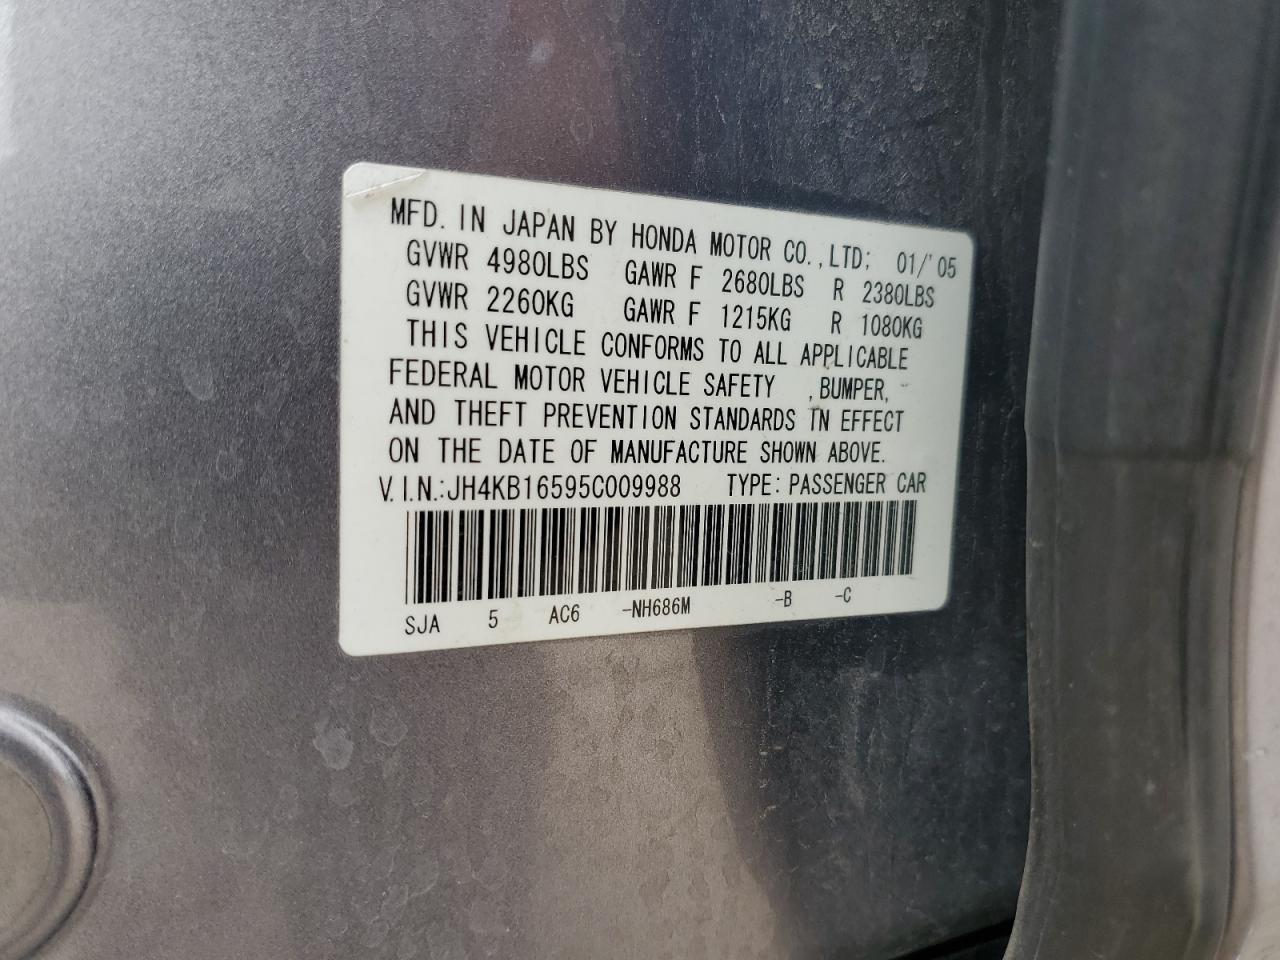 MFD. IN JAPAN BY HONDA MOTOR CO.,LTD; 01/'05
GVWR 4980LBS GAWR F 2680LBS R 2380LBS
GVWR 2260KG GAWR F 1215KG R 1080KG
THIS VEHICLE CONFORMS TO ALL APPLICABLE
FEDERAL MOTOR VEHICLE SAFETY , BUMPER,
AND THEFT PREVENTION STANDARDS IN EFFECT
ON THE DATE OF MANUFACTURE SHOWN ABOVE.
V.I.N.:JH4KB16595C009988 TYPE: PASSENGER CAR
SJA 5 AC6 -NH686M -B -C